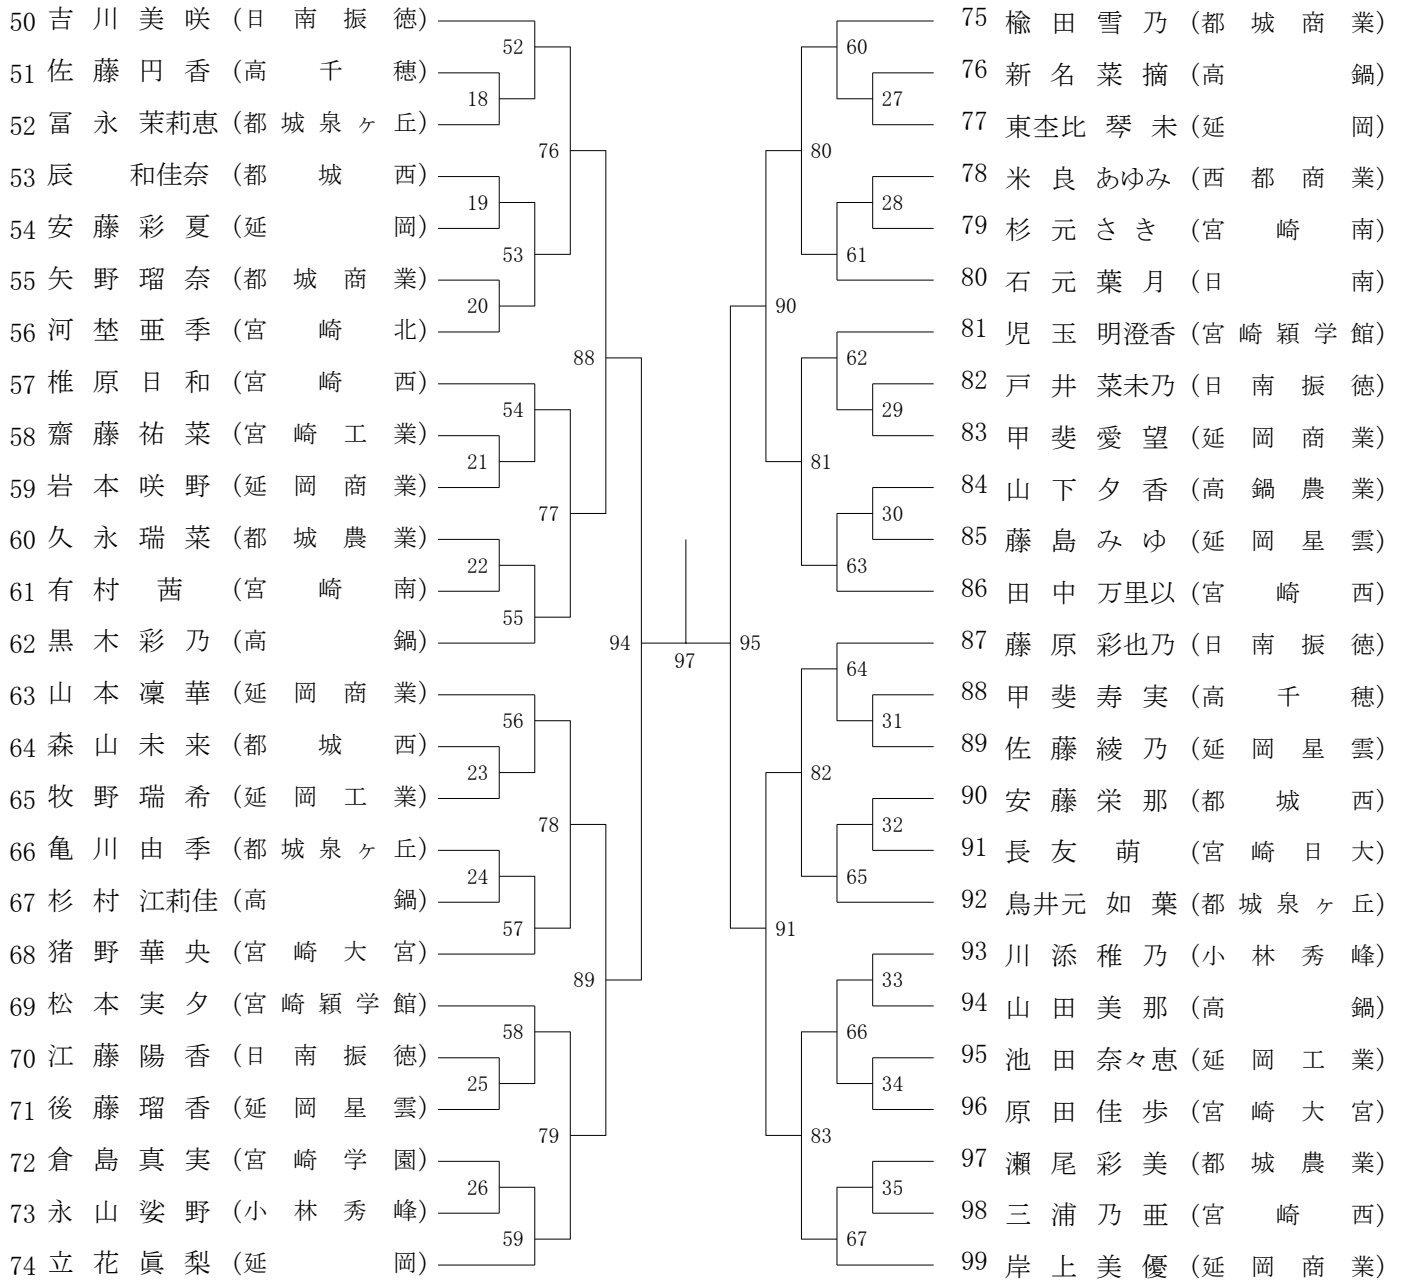 50 吉川美咲 (日南振徳)
51 佐藤円香 (高千穂)
52 冨永茉莉恵 (都城泉ヶ丘)
53 辰和佳奈 (都城西)
54 安藤彩夏 (延岡)
55 矢野瑠奈 (都城商業)
56 河埜亜季 (宮崎北)
57 椎原日和 (宮崎西)
58 齋藤祐菜 (宮崎工業)
59 岩本咲野 (延岡商業)
60 久永瑞菜 (都城農業)
61 有村茜 (宮崎南)
62 黒木彩乃 (高鍋)
63 山本凜華 (延岡商業)
64 森山未来 (都城西)
65 牧野瑞希 (延岡工業)
66 亀川由季 (都城泉ヶ丘)
67 杉村江莉佳 (高鍋)
68 猪野華央 (宮崎大宮)
69 松本実夕 (宮崎穎学館)
70 江藤陽香 (日南振徳)
71 後藤瑠香 (延岡星雲)
72 倉島真実 (宮崎学園)
73 永山娑野 (小林秀峰)
74 立花眞梨 (延岡)
52
18
76
19
53
20
88
54
21
77
22
55
94
56
23
78
24
57
89
58
25
79
26
59
97
95
60
27
80
28
61
90
62
29
81
30
63
64
31
82
32
65
91
33
66
34
83
35
67
75 楡田雪乃 (都城商業)
76 新名菜摘 (高鍋)
77 東杢比琴未 (延岡)
78 米良あゆみ (西都商業)
79 杉元さき (宮崎南)
80 石元葉月 (日南)
81 児玉明澄香 (宮崎穎学館)
82 戸井菜未乃 (日南振徳)
83 甲斐愛望 (延岡商業)
84 山下夕香 (高鍋農業)
85 藤島みゆ (延岡星雲)
86 田中万里以 (宮崎西)
87 藤原彩也乃 (日南振徳)
88 甲斐寿実 (高千穂)
89 佐藤綾乃 (延岡星雲)
90 安藤栄那 (都城西)
91 長友萌 (宮崎日大)
92 鳥井元如葉 (都城泉ヶ丘)
93 川添稚乃 (小林秀峰)
94 山田美那 (高鍋)
95 池田奈々恵 (延岡工業)
96 原田佳歩 (宮崎大宮)
97 瀬尾彩美 (都城農業)
98 三浦乃亜 (宮崎西)
99 岸上美優 (延岡商業)